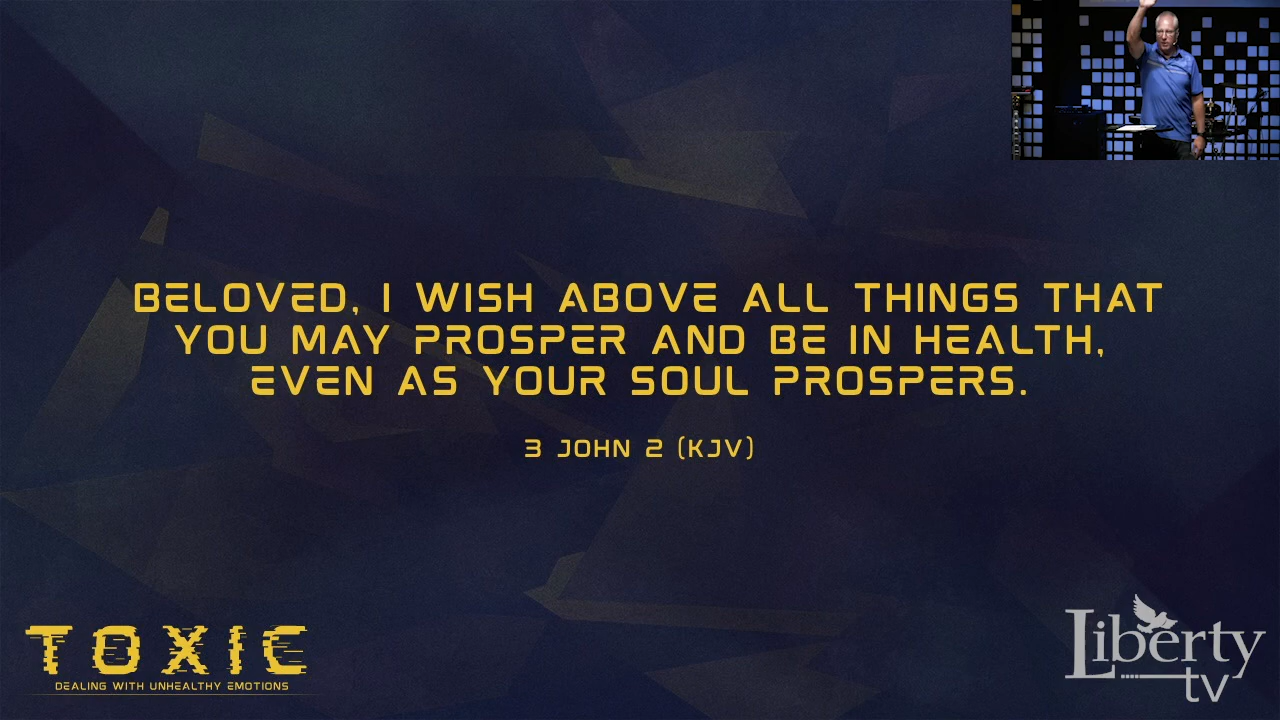 BELOVED, I WISH ABOVE ALL THINGS THAT
YOU MAY PROSPER AND BE IN HEALTH,
EVEN AS YOUR SOUL PROSPERS.
3 JOHN 2 (KJV)
TOXIC
DEALING WITH UNHEALTHY EMOTIONS
Liberty
tv